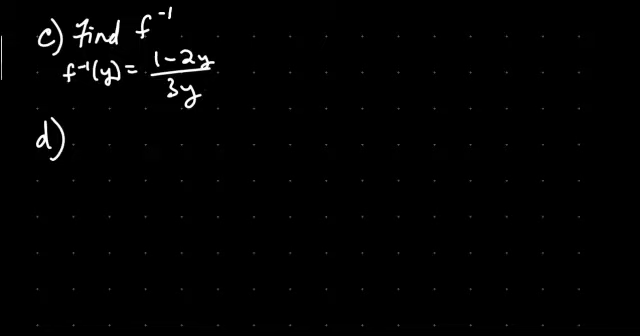 c) Find f⁻¹
f⁻¹(y) = (1 - 2y)/(3y)
d)